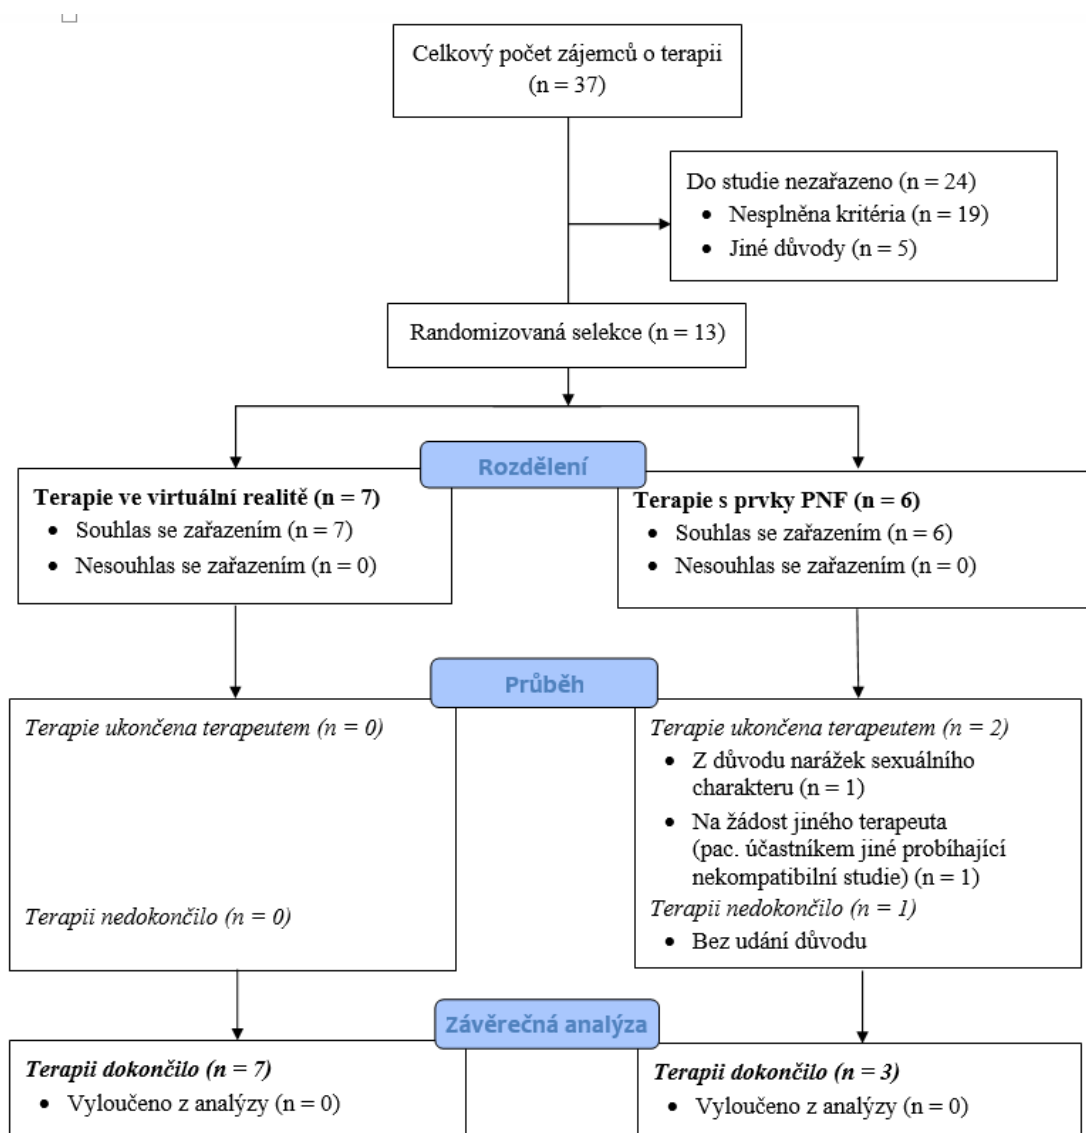 Celkový počet zájemců o terapii
(n = 37)
Do studie nezařazeno (n = 24)
• Nesplněna kritéria (n = 19)
• Jiné důvody (n = 5)
Randomizovaná selekce (n = 13)
Rozdělení
Terapie ve virtuální realitě (n = 7)
• Souhlas se zařazením (n = 7)
• Nesouhlas se zařazením (n = 0)
Terapie s prvky PNF (n = 6)
• Souhlas se zařazením (n = 6)
• Nesouhlas se zařazením (n = 0)
Průběh
Terapie ukončena terapeutem (n = 0)
Terapii nedokončilo (n = 0)
Terapie ukončena terapeutem (n = 2)
• Z důvodu narážek sexuálního
charakteru (n = 1)
• Na žádost jiného terapeuta
(pac. účastníkem jiné probíhající
nekompatibilní studie) (n = 1)
Terapii nedokončilo (n = 1)
• Bez udání důvodu
Závěrečná analýza
Terapii dokončilo (n = 7)
• Vyloučeno z analýzy (n = 0)
Terapii dokončilo (n = 3)
• Vyloučeno z analýzy (n = 0)